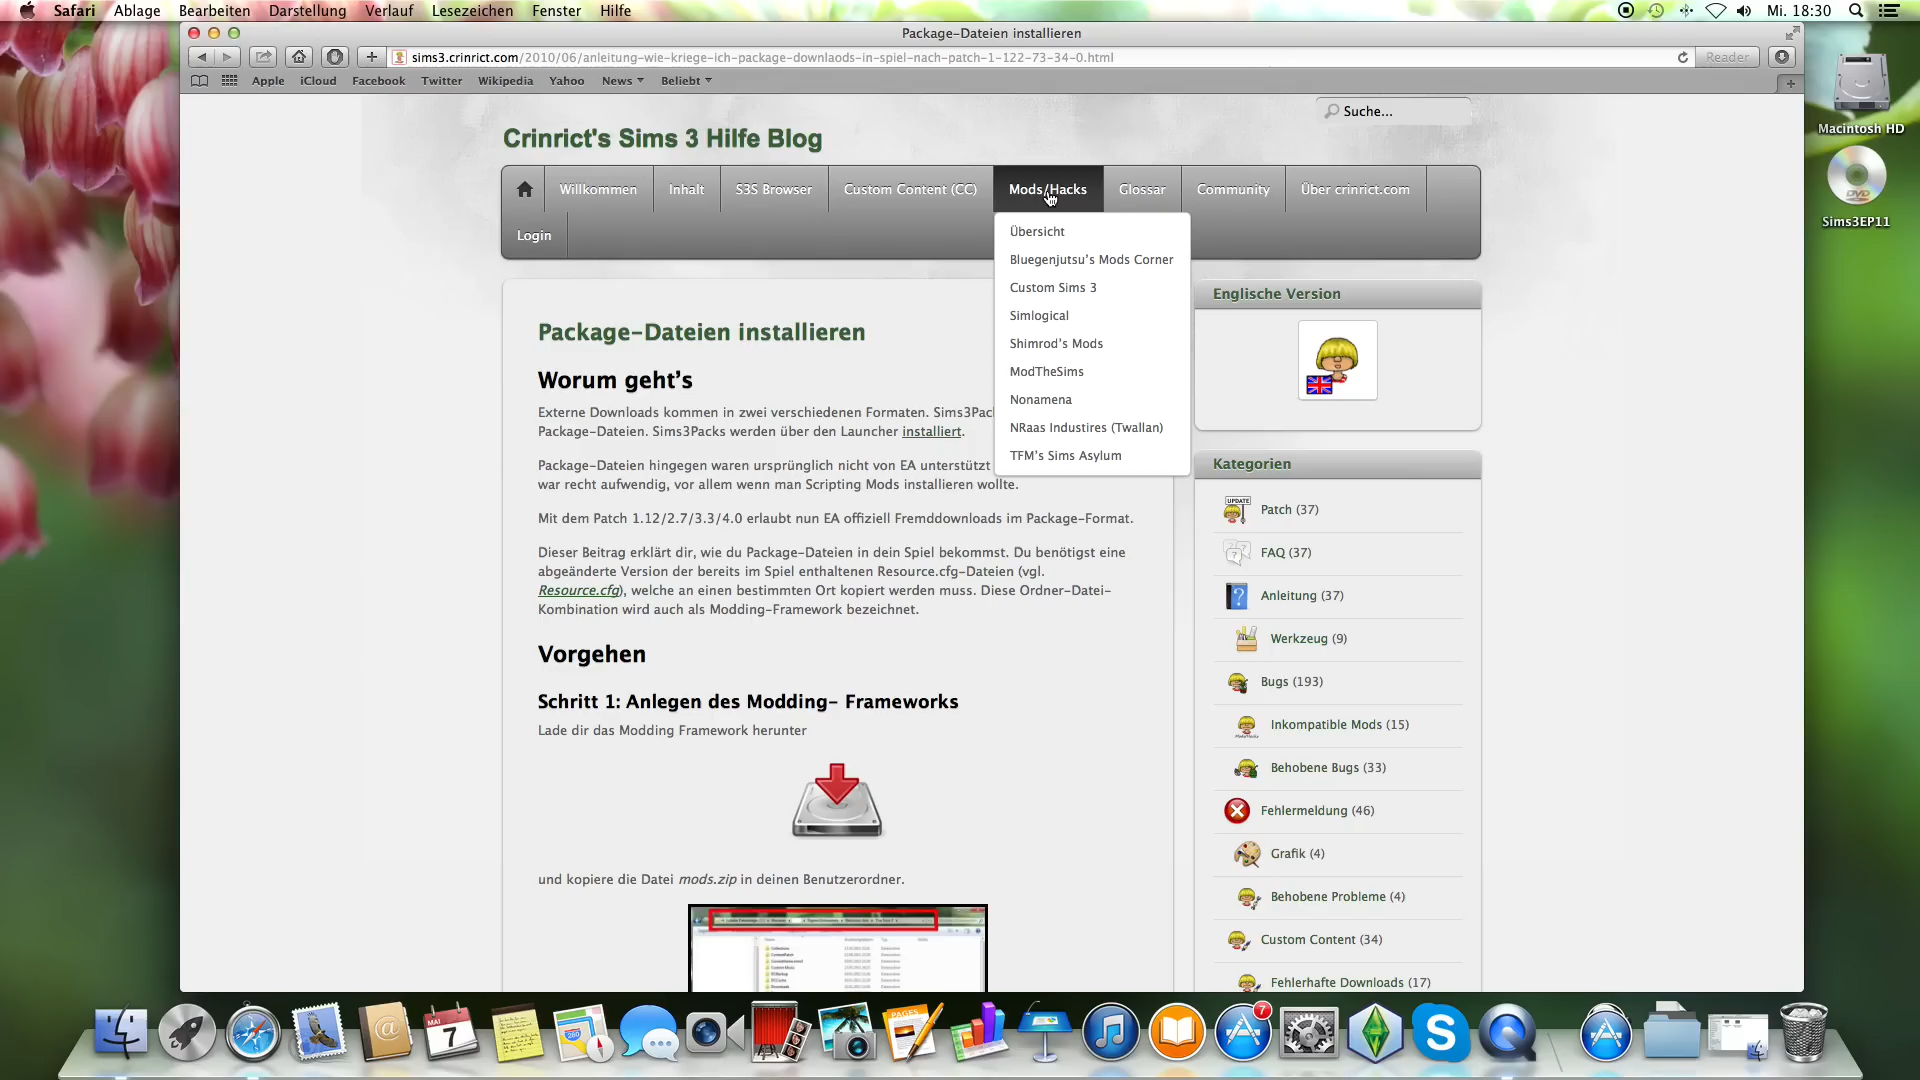 Safari Ablage Bearbeiten Darstellung Verlauf Lesezeichen Fenster Hilfe Mi. 18:30
Package-Dateien installieren
sims3.crinrict.com/2010/06/anleitung-wie-kriege-ich-package-downlaods-in-spiel-nach-patch-1-122-73-34-0.html Reader
Apple iCloud Facebook Twitter Wikipedia Yahoo News Beliebt
Macintosh HD
Sims3EP11
Suche...
Crinrict's Sims 3 Hilfe Blog
Willkommen Inhalt S3S Browser Custom Content (CC) Mods/Hacks Glossar Community Über crinrict.com
Login
Übersicht
Bluegenjutsu's Mods Corner
Custom Sims 3
Simlogical
Shimrod's Mods
ModTheSims
Nonamena
NRaas Industires (Twallan)
TFM's Sims Asylum
Package-Dateien installieren
Worum geht's
Externe Downloads kommen in zwei verschiedenen Formaten. Sims3Pac
Package-Dateien. Sims3Packs werden über den Launcher installiert.
Package-Dateien hingegen waren ursprünglich nicht von EA unterstützt
war recht aufwendig, vor allem wenn man Scripting Mods installieren wollte.
Mit dem Patch 1.12/2.7/3.3/4.0 erlaubt nun EA offiziell Fremddownloads im Package-Format.
Dieser Beitrag erklärt dir, wie du Package-Dateien in dein Spiel bekommst. Du benötigst eine
abgeänderte Version der bereits im Spiel enthaltenen Resource.cfg-Dateien (vgl.
Resource.cfg), welche an einen bestimmten Ort kopiert werden muss. Diese Ordner-Datei-
Kombination wird auch als Modding-Framework bezeichnet.
Vorgehen
Schritt 1: Anlegen des Modding- Frameworks
Lade dir das Modding Framework herunter
und kopiere die Datei mods.zip in deinen Benutzerordner.
Englische Version
Kategorien
UPDATE
Patch (37)
FAQ (37)
Anleitung (37)
Werkzeug (9)
Bugs (193)
Inkompatible Mods (15)
Behobene Bugs (33)
Fehlermeldung (46)
Grafik (4)
Behobene Probleme (4)
Custom Content (34)
Fehlerhafte Downloads (17)
MAI
7
PAGES
7